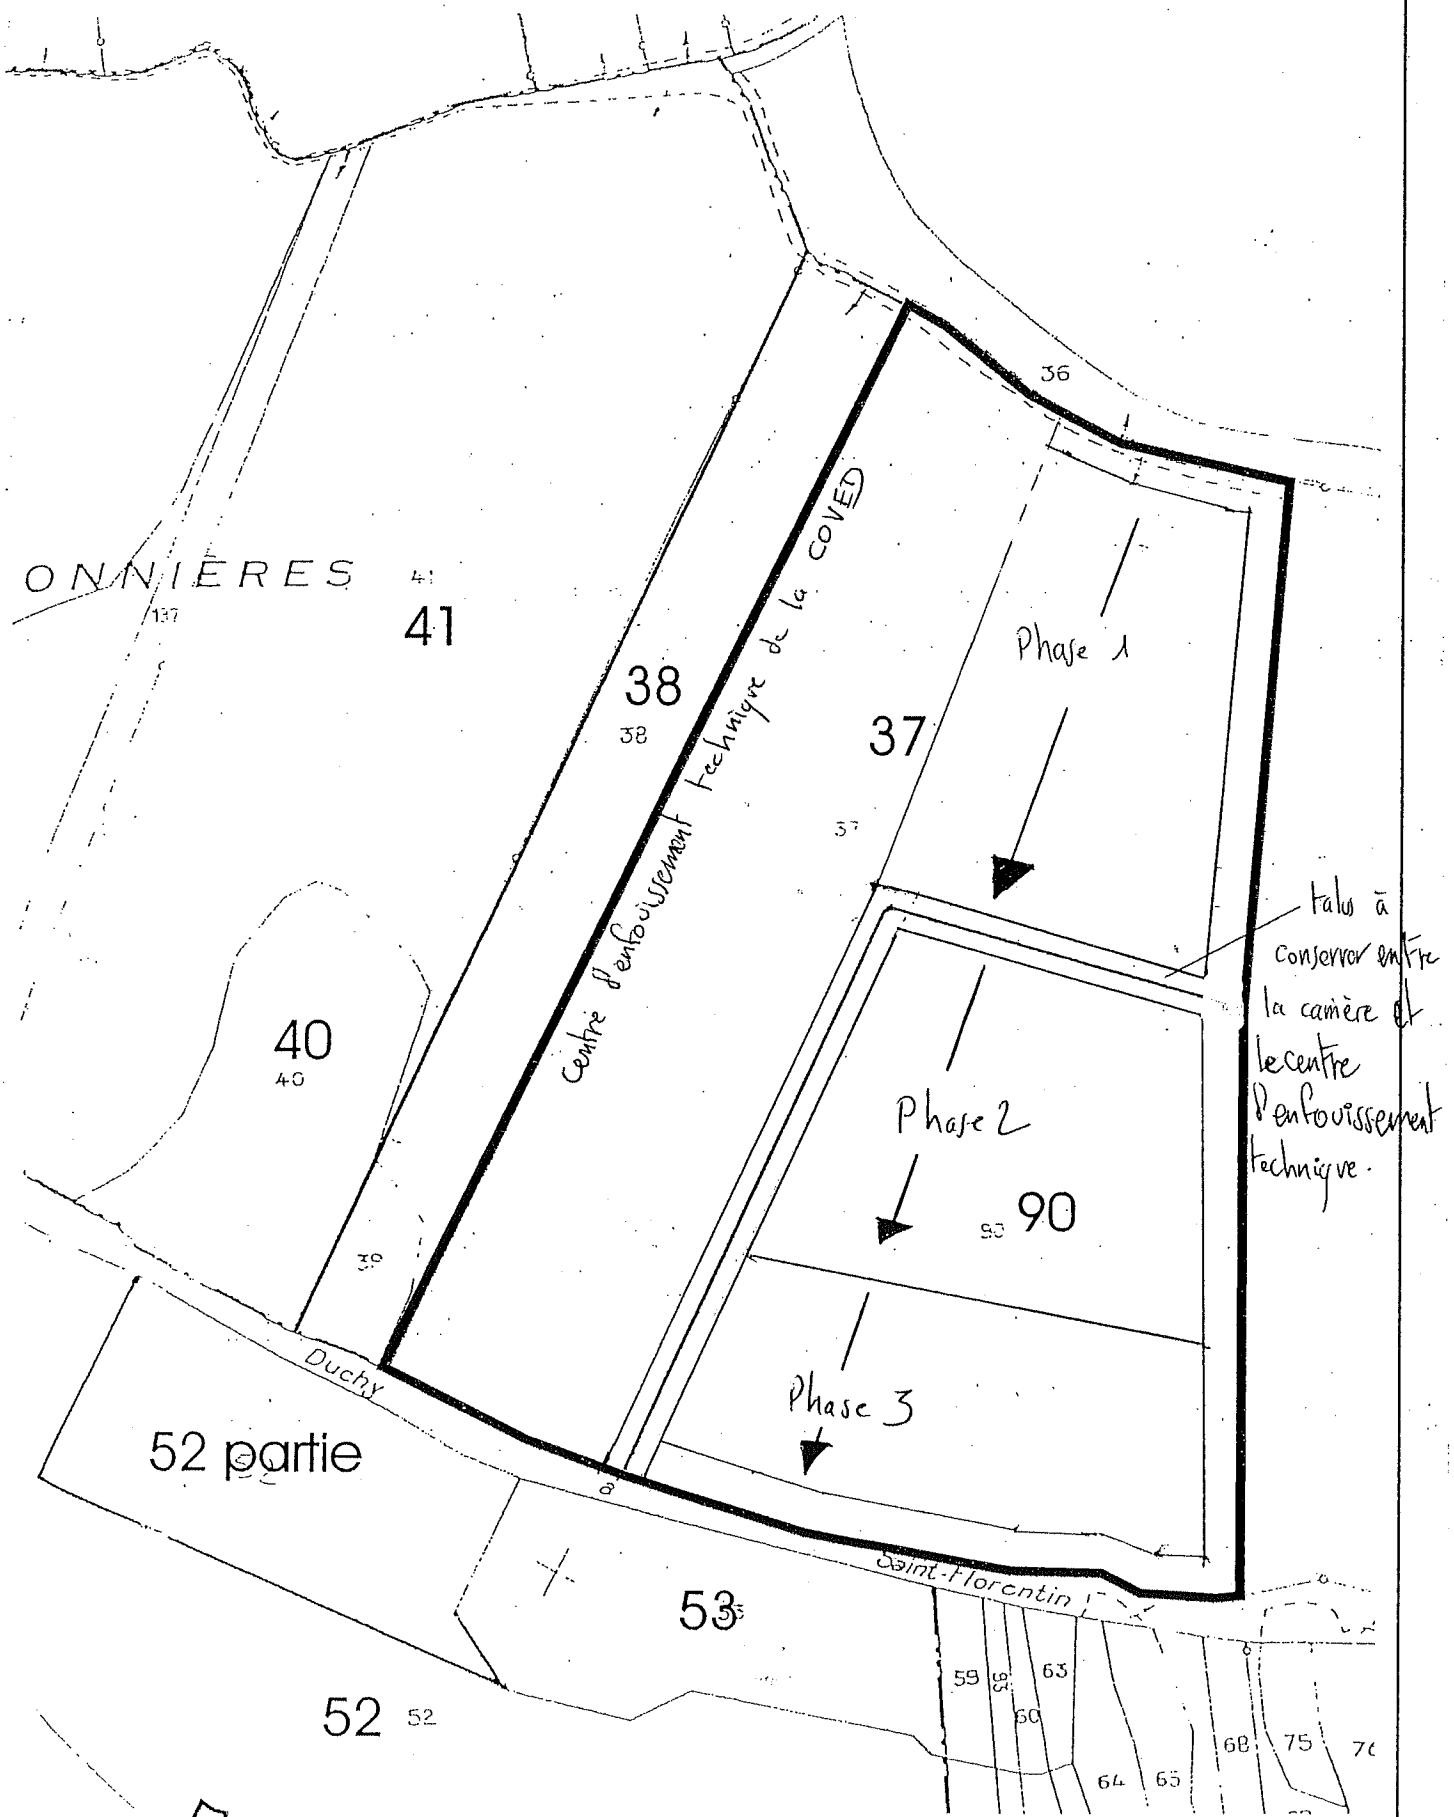 36
ONNIERES
41
41
137
38
38
centre d'enfouissement technique de la COVED
37
37
Phase 1
talus à
conserver entre
la carrière et
le centre
d'enfouissement
technique.
40
40
Phase 2
90
39
Duchy
Phase 3
52 partie
a
Saint-Florentin
53
52
52
59
93
60
63
64
65
68
75